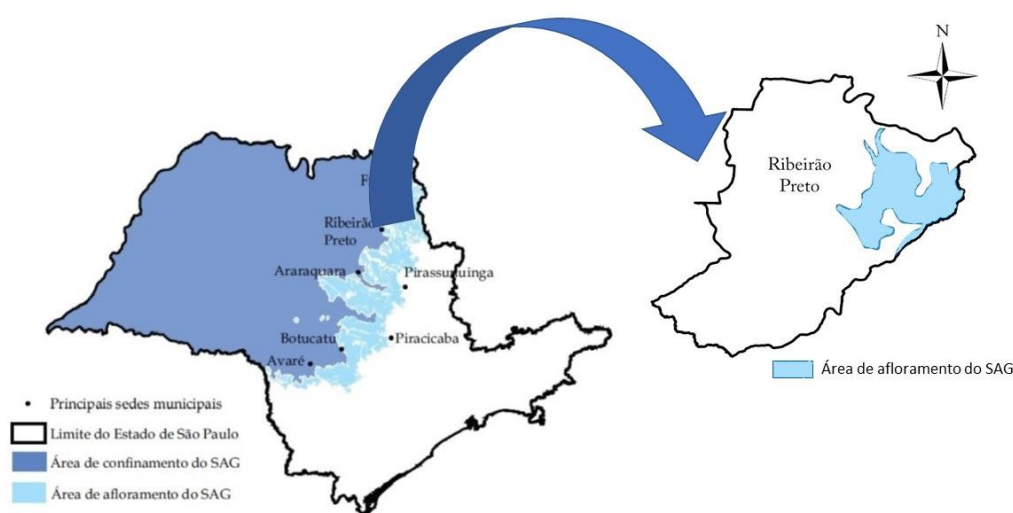 Ribeirão
Preto
Araraquara
Pirassununga
Botucatu
Piracicaba
Avaré
Principais sedes municipais
Limite do Estado de São Paulo
Área de confinamento do SAG
Área de afloramento do SAG
N
Ribeirão
Preto
Área de afloramento do SAG